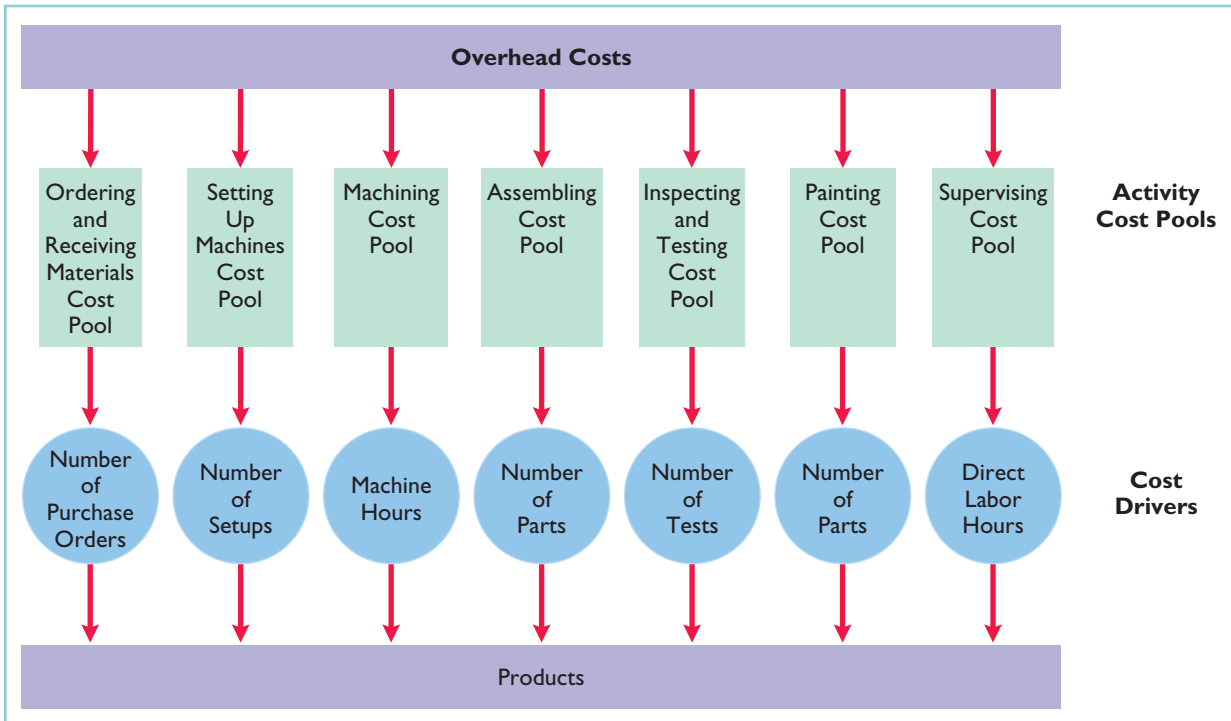 Overhead Costs
Ordering
and
Receiving
Materials
Cost
Pool
Setting
Up
Machines
Cost
Pool
Machining
Cost
Pool
Assembling
Cost
Pool
Inspecting
and
Testing
Cost
Pool
Painting
Cost
Pool
Supervising
Cost
Pool
Activity
Cost Pools
Number
of
Purchase
Orders
Number
of
Setups
Machine
Hours
Number
of
Parts
Number
of
Tests
Number
of
Parts
Direct
Labor
Hours
Cost
Drivers
Products